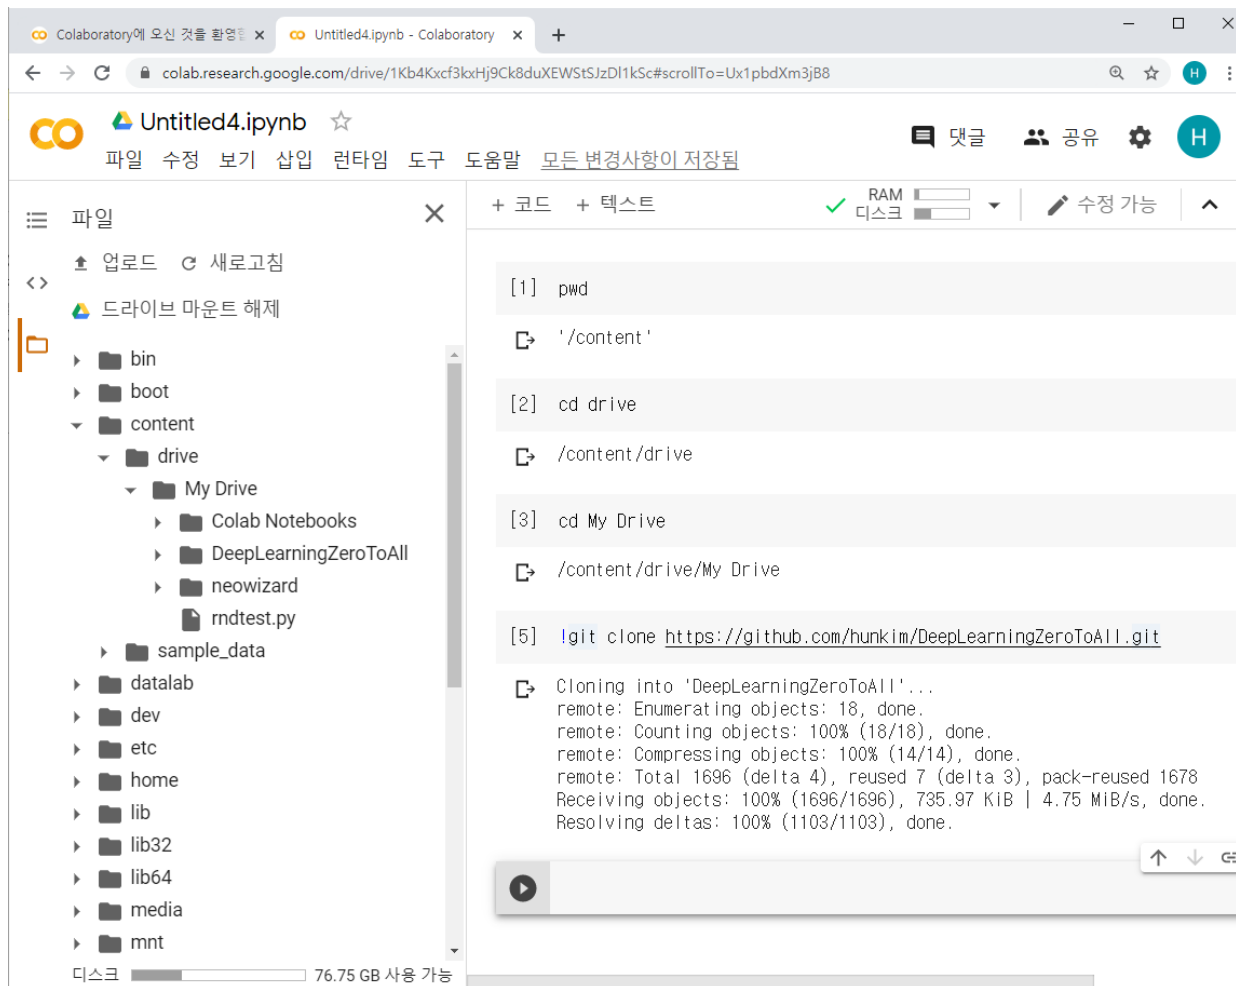 Colaboratory에 오신 것을 환영합
Untitled4.ipynb - Colaboratory
colab.research.google.com/drive/1Kb4Kxcf3kxHj9Ck8duXEWStSJzDl1kSc#scrollTo=Ux1pbdXm3jB8
H
Untitled4.ipynb
댓글
공유
H
파일 수정 보기 삽입 런타임 도구 도움말 모든 변경사항이 저장됨
파일
업로드 새로고침
드라이브 마운트 해제
bin
boot
content
drive
My Drive
Colab Notebooks
DeepLearningZeroToAll
neowizard
rndtest.py
sample_data
datalab
dev
etc
home
lib
lib32
lib64
media
mnt
디스크 76.75 GB 사용 가능
+ 코드 + 텍스트
RAM
디스크
수정 가능
[1] pwd
'/content'
[2] cd drive
/content/drive
[3] cd My Drive
/content/drive/My Drive
[5] !git clone https://github.com/hunkim/DeepLearningZeroToAll.git
Cloning into 'DeepLearningZeroToAll'...
remote: Enumerating objects: 18, done.
remote: Counting objects: 100% (18/18), done.
remote: Compressing objects: 100% (14/14), done.
remote: Total 1696 (delta 4), reused 7 (delta 3), pack-reused 1678
Receiving objects: 100% (1696/1696), 735.97 KiB | 4.75 MiB/s, done.
Resolving deltas: 100% (1103/1103), done.